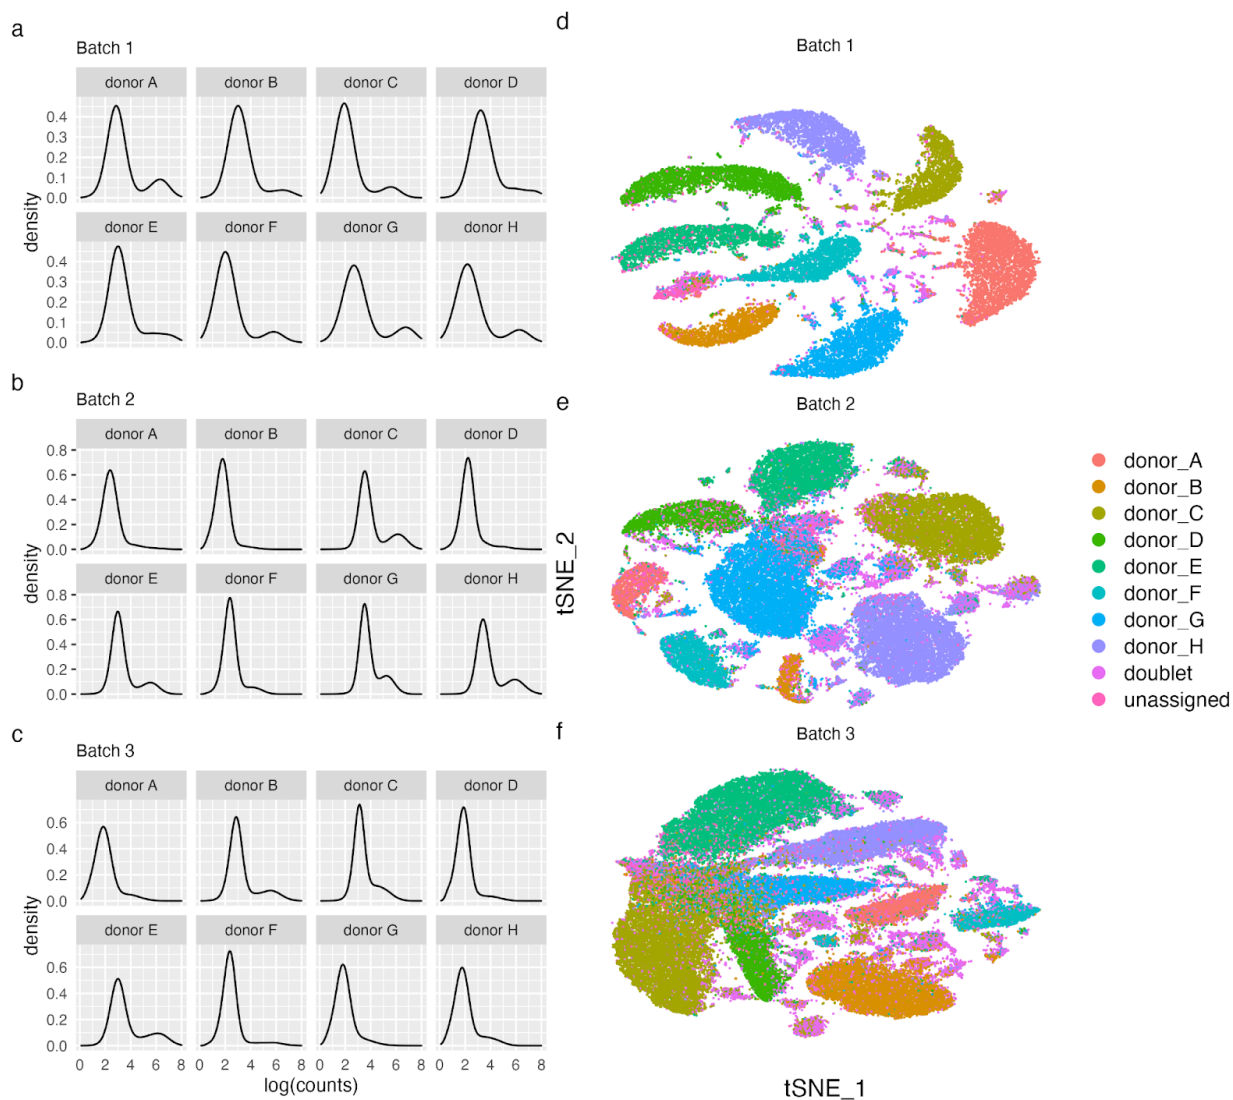 a
Batch 1
donor A donor B donor C donor D
0.4
0.3
0.2
0.1
0.0
donor E donor F donor G donor H
0.4
0.3
0.2
0.1
0.0
density
b
Batch 2
donor A donor B donor C donor D
0.8
0.6
0.4
0.2
0.0
donor E donor F donor G donor H
0.8
0.6
0.4
0.2
0.0
density
c
Batch 3
donor A donor B donor C donor D
0.6
0.4
0.2
0.0
donor E donor F donor G donor H
0.6
0.4
0.2
0.0
density
0 2 4 6 8 0 2 4 6 8 0 2 4 6 8 0 2 4 6 8
log(counts)
d
Batch 1
e
Batch 2
f
Batch 3
tSNE_2
tSNE_1
donor_A
donor_B
donor_C
donor_D
donor_E
donor_F
donor_G
donor_H
doublet
unassigned